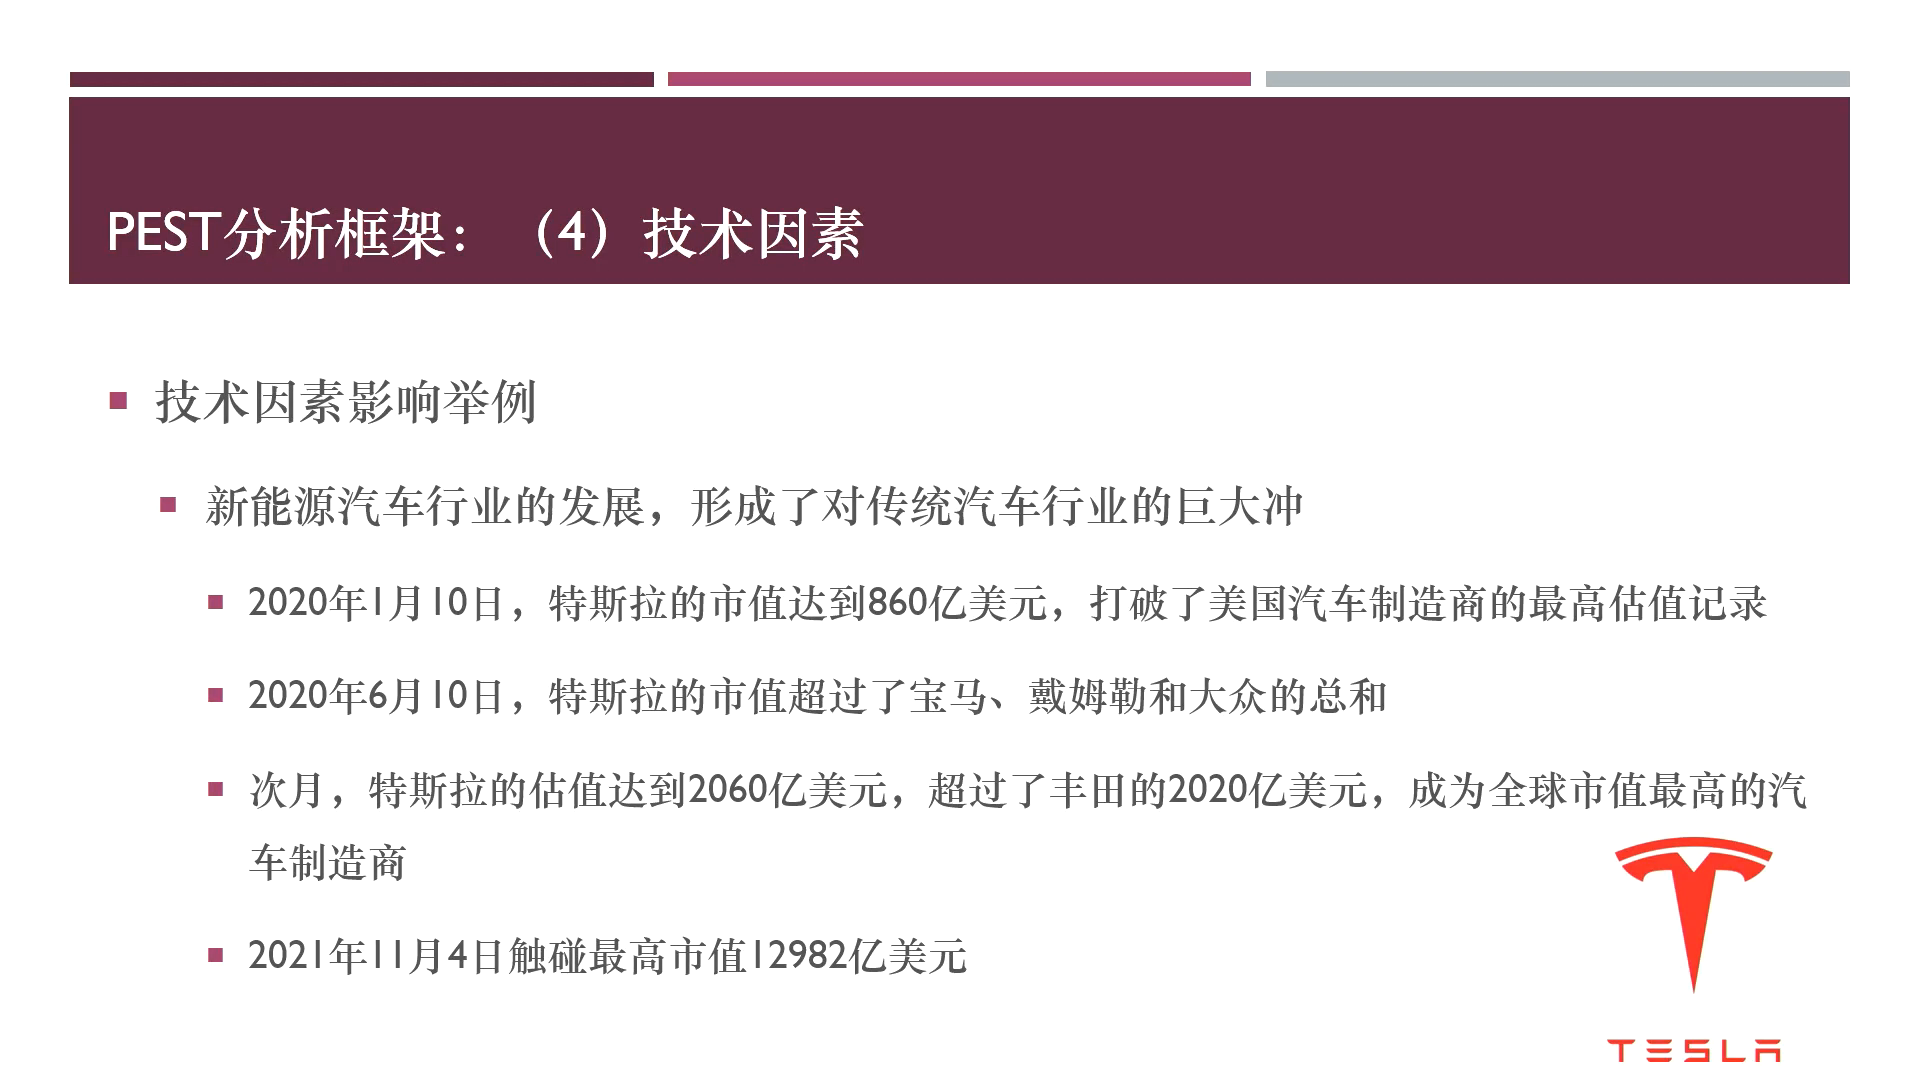 PEST分析框架：（4）技术因素
技术因素影响举例
新能源汽车行业的发展，形成了对传统汽车行业的巨大冲
2020年1月10日，特斯拉的市值达到860亿美元，打破了美国汽车制造商的最高估值记录
2020年6月10日，特斯拉的市值超过了宝马、戴姆勒和大众的总和
次月，特斯拉的估值达到2060亿美元，超过了丰田的2020亿美元，成为全球市值最高的汽
车制造商
2021年11月4日触碰最高市值12982亿美元
TESLA